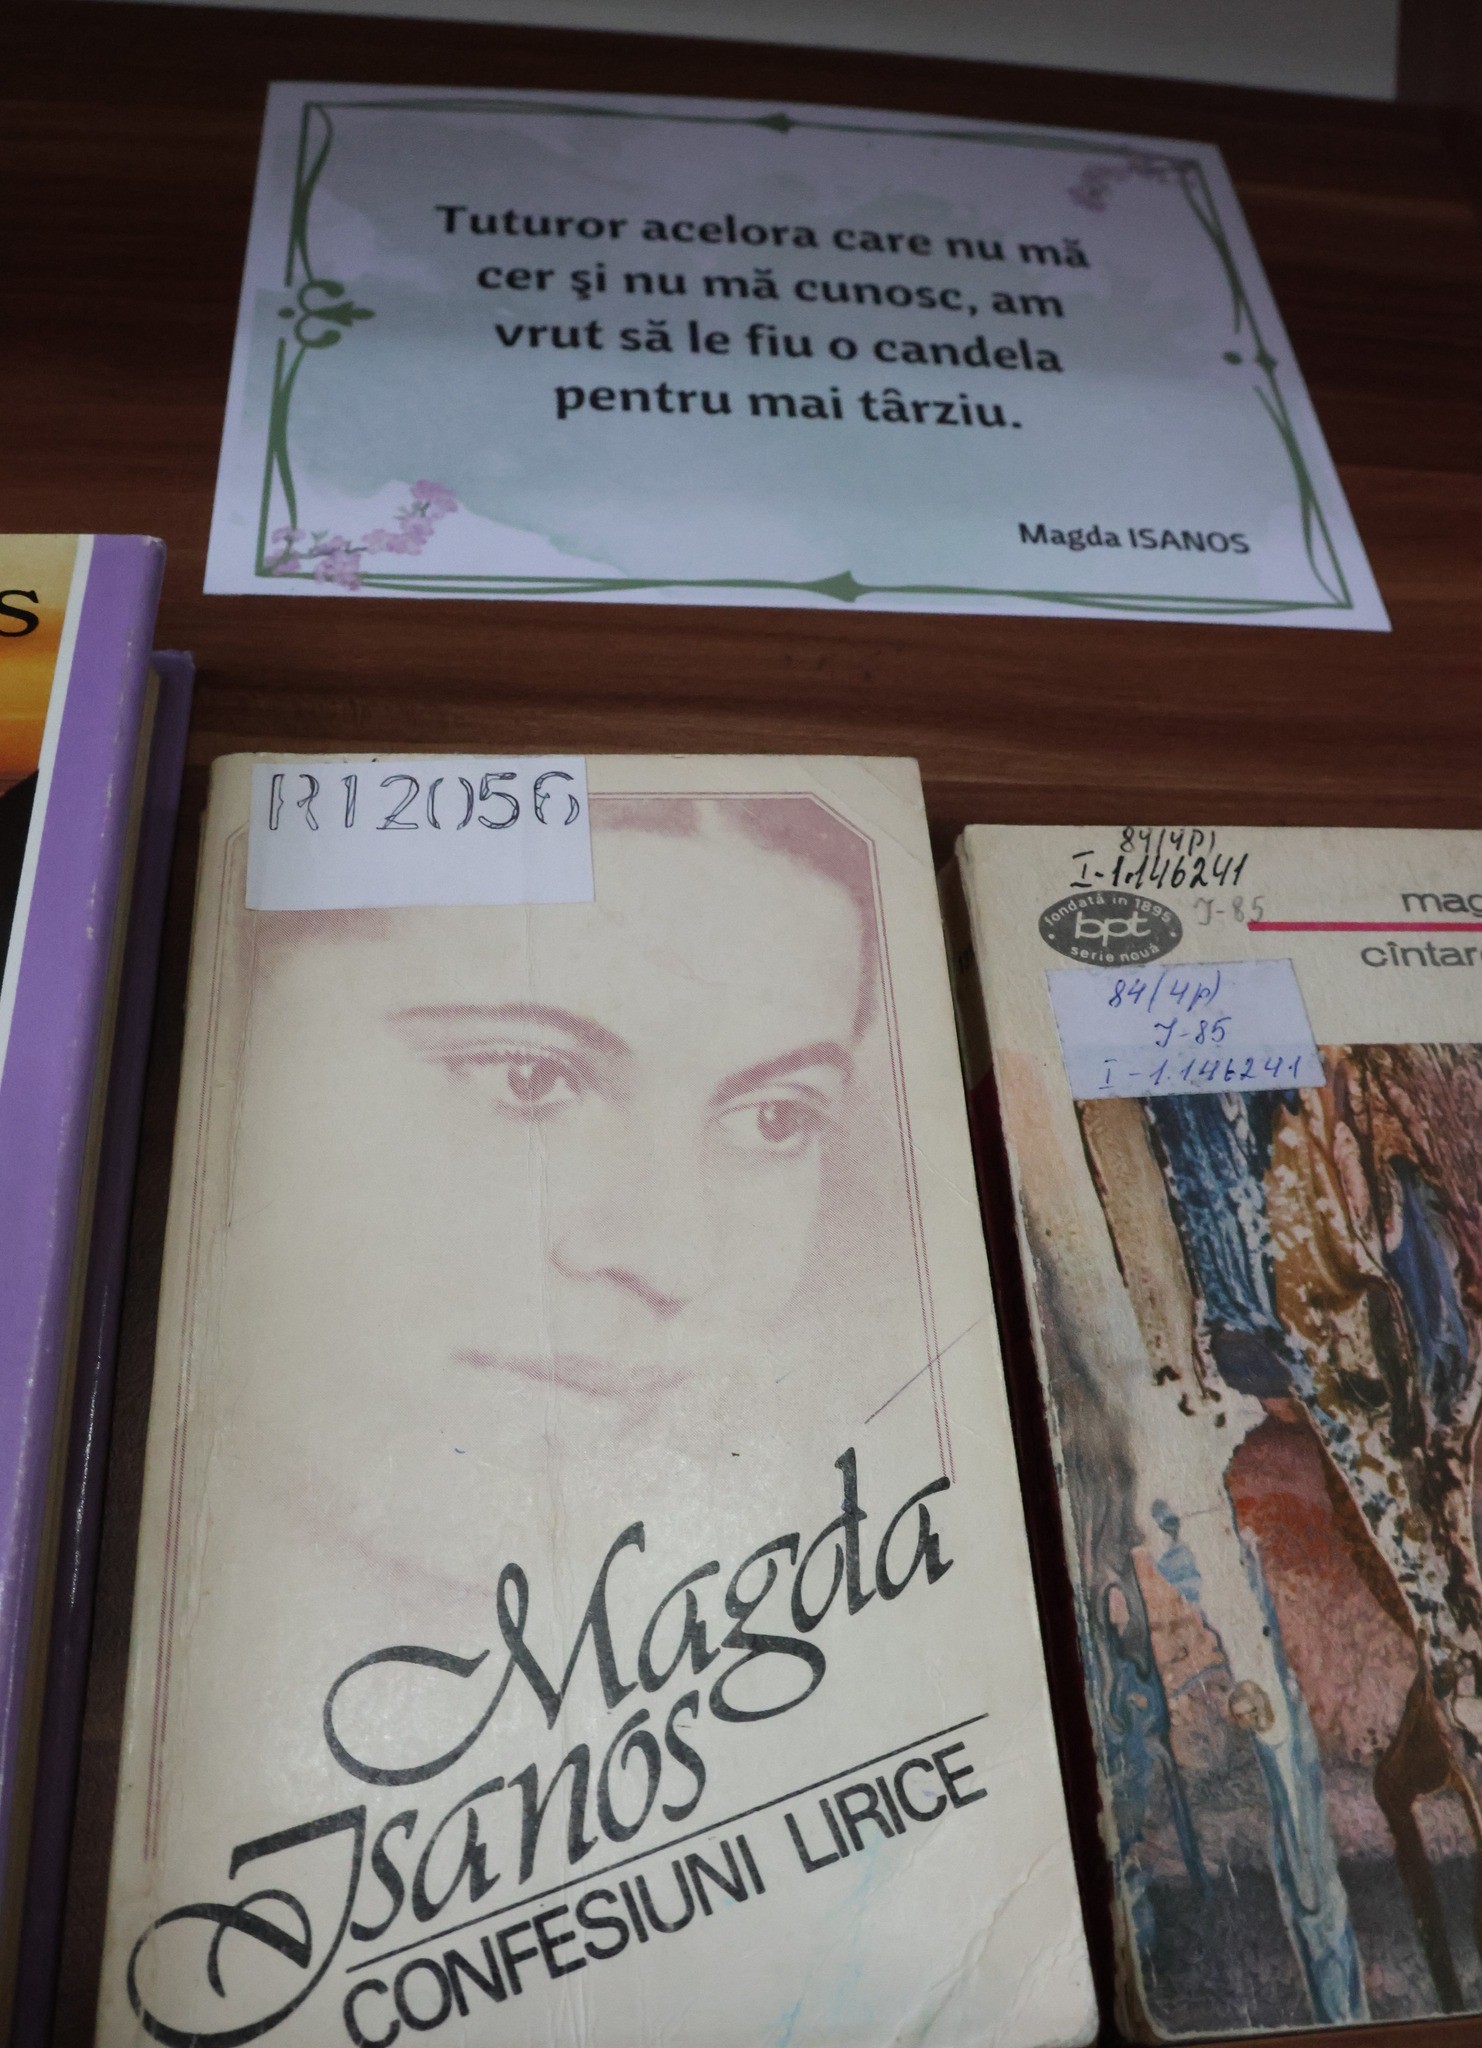 Tuturor acelora care nu mă
cer şi nu mă cunosc, am
vrut să le fiu o candela
pentru mai târziu.
Magda ISANOS
s
R12056
Magda
Isanos
CONFESIUNI LIRICE
84(4P)
I-1.146241
J-85
fondată în 1895
bpt
serie nouă
mag
cîntar
84(4p)
J-85
I-1.146241